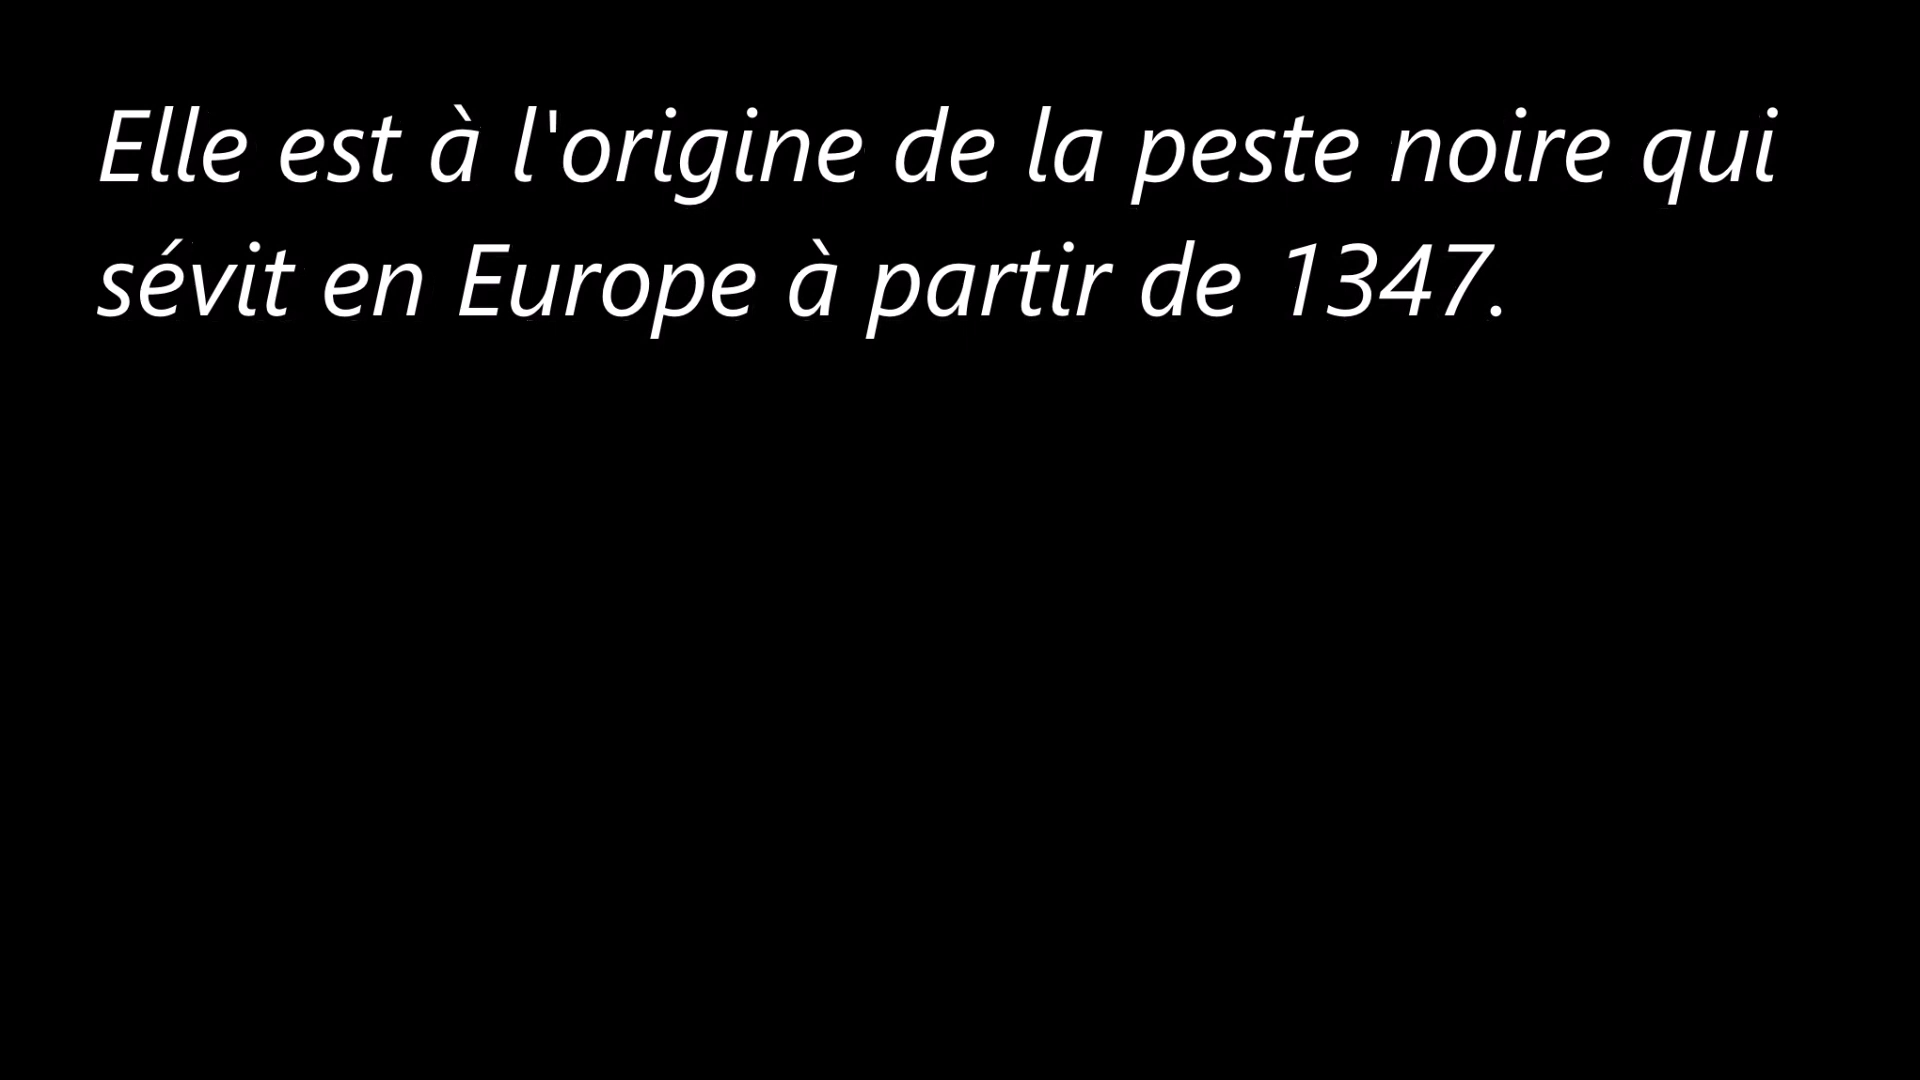 Elle est à l'origine de la peste noire qui
sévit en Europe à partir de 1347.